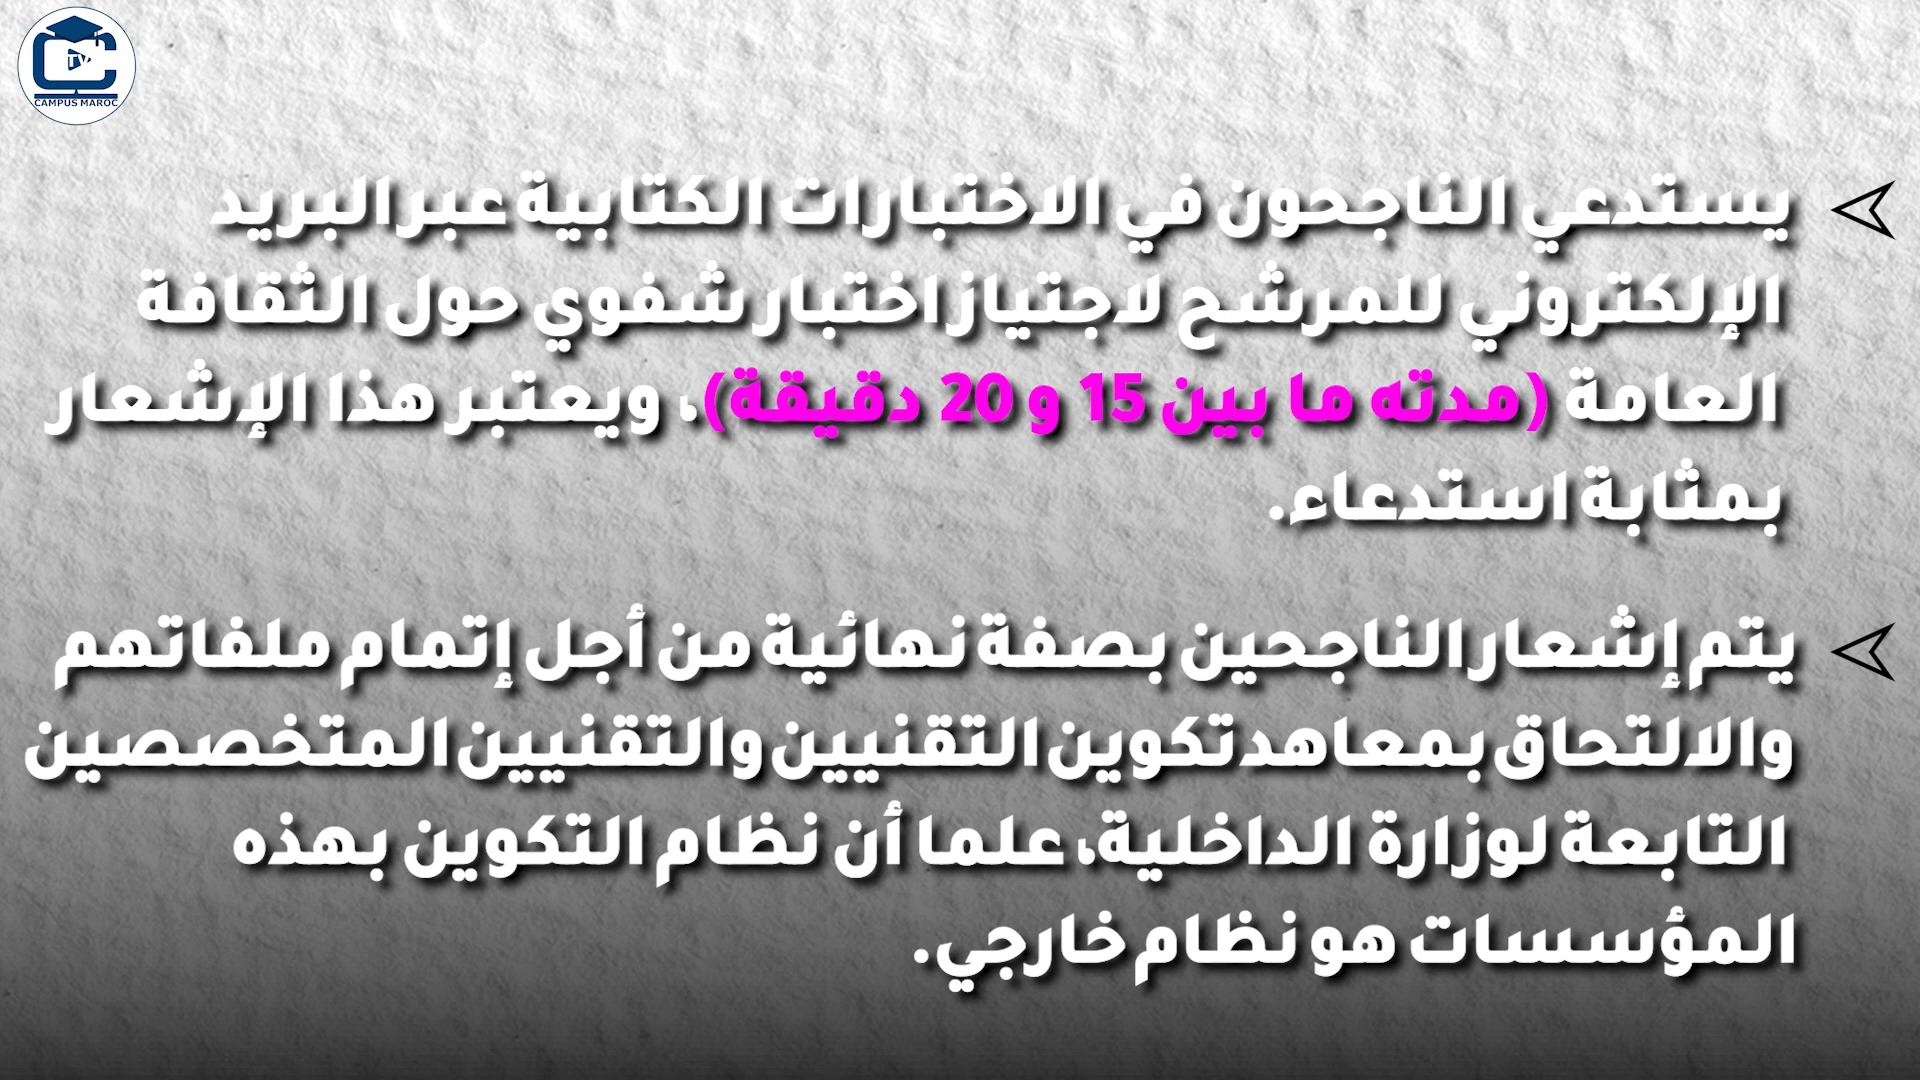 TV
CAMPUS MAROC
يستدعي الناجحون في الاختبارات الكتابية عبر البريد
الإلكتروني للمرشح لاجتياز اختبار شفوي حول الثقافة
العامة (مدته ما بين 15 و 20 دقيقة)، ويعتبر هذا الإشعار
بمثابة استدعاء.
يتم إشعار الناجحين بصفة نهائية من أجل إتمام ملفاتهم
والالتحاق بمعاهد تكوين التقنيين والتقنيين المتخصصين
التابعة لوزارة الداخلية، علما أن نظام التكوين بهذه
المؤسسات هو نظام خارجي.